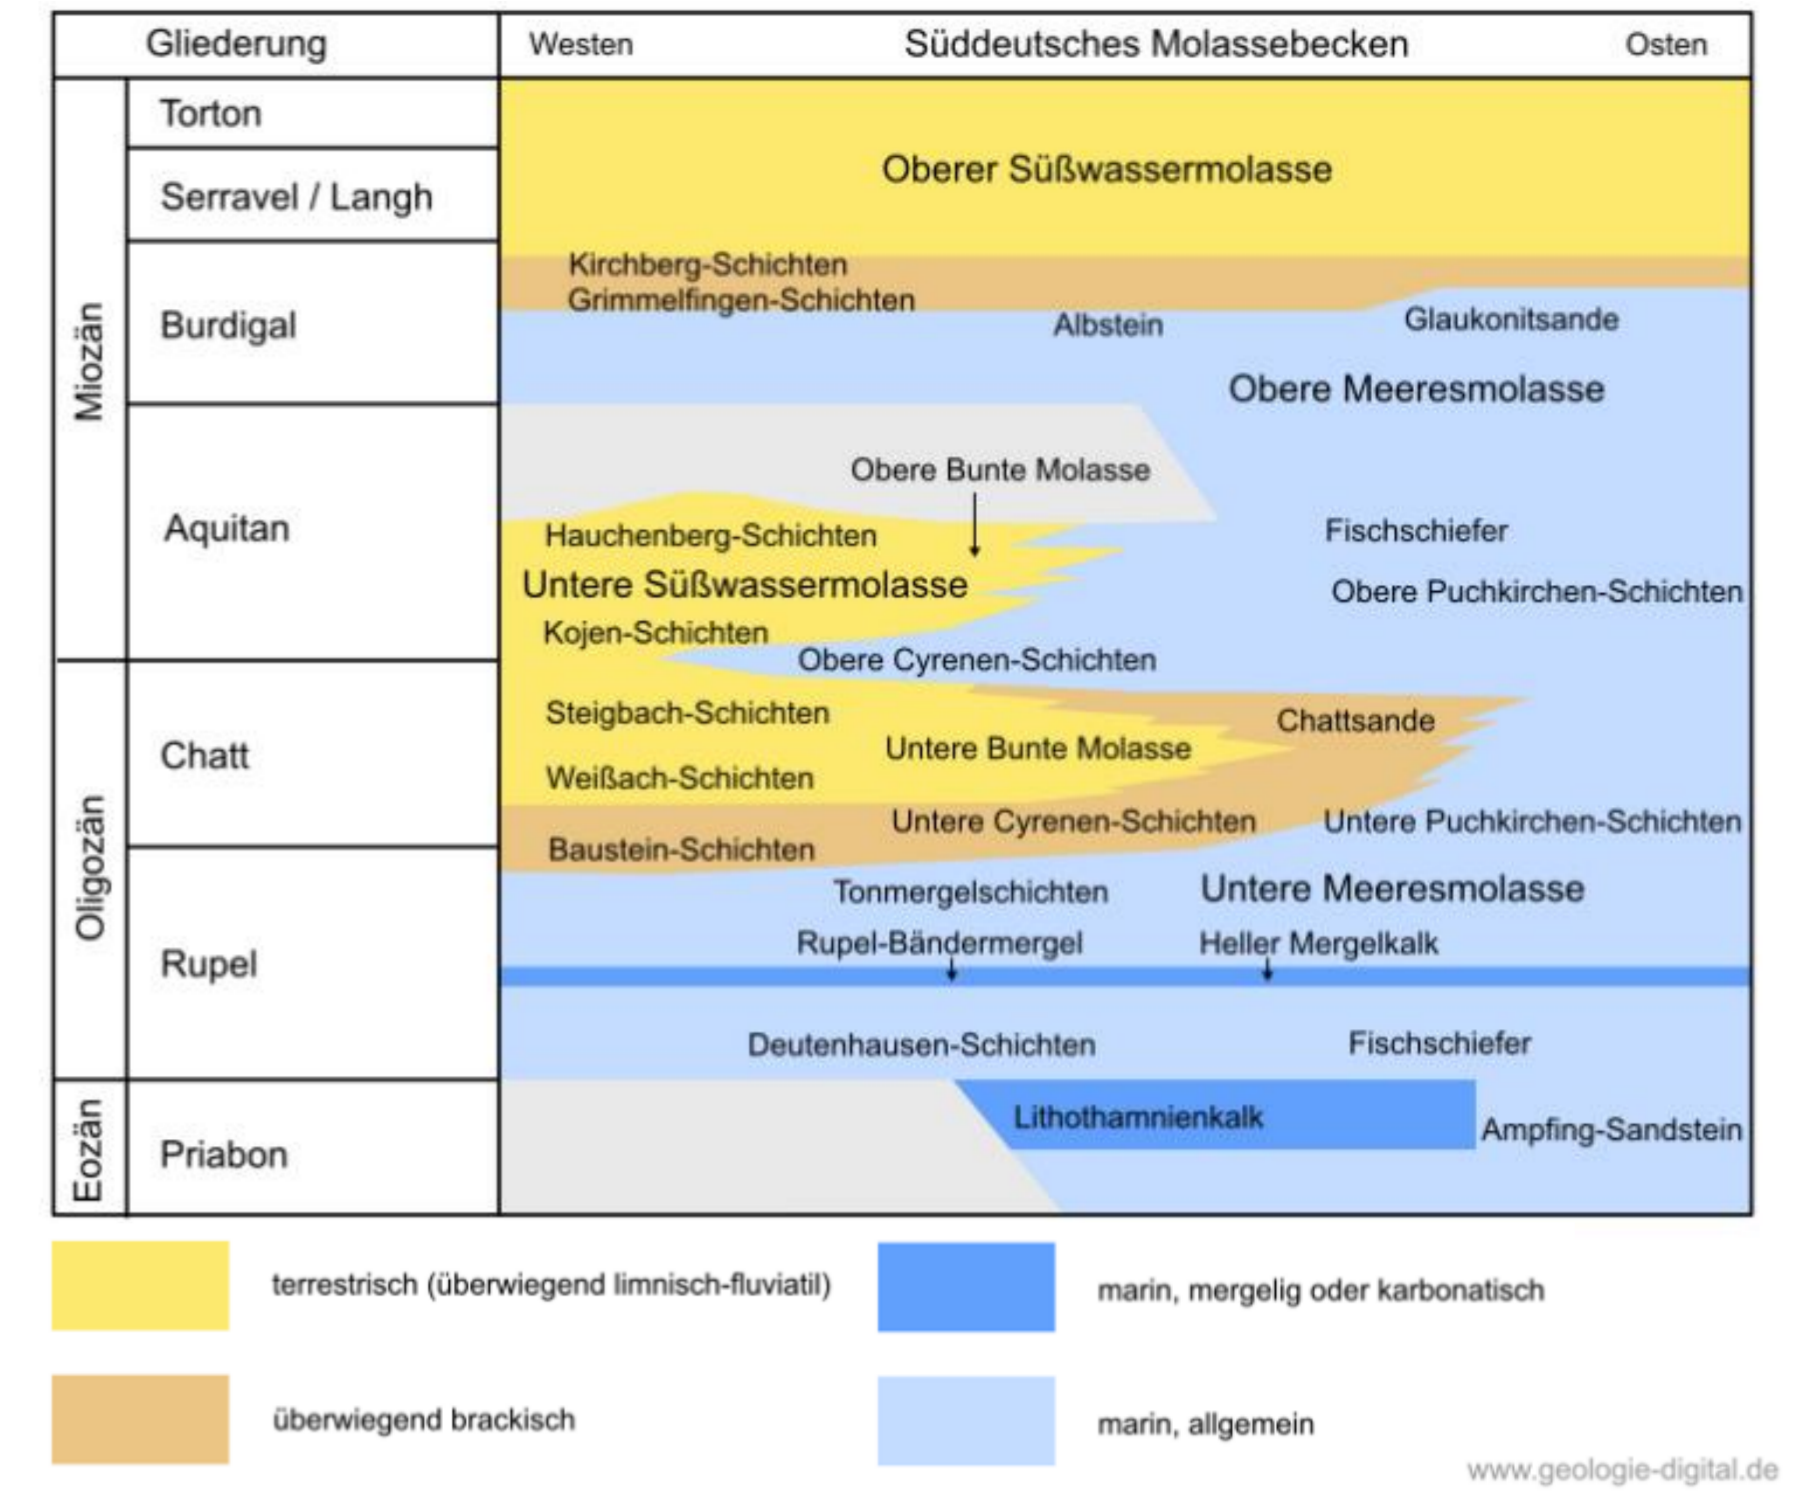 Gliederung
Westen
Süddeutsches Molassebecken
Osten
Miozän
Torton
Oberer Süßwassermolasse
Serravel / Langh
Kirchberg-Schichten
Grimmelfingen-Schichten
Burdigal
Albstein
Glaukonitsande
Obere Meeresmolasse
Obere Bunte Molasse
Aquitan
Hauchenberg-Schichten
Fischschiefer
Untere Süßwassermolasse
Obere Puchkirchen-Schichten
Kojen-Schichten
Obere Cyrenen-Schichten
Oligozän
Steigbach-Schichten
Chattsande
Chatt
Untere Bunte Molasse
Weißach-Schichten
Untere Cyrenen-Schichten
Untere Puchkirchen-Schichten
Baustein-Schichten
Tonmergelschichten
Untere Meeresmolasse
Rupel-Bändermergel
Heller Mergelkalk
Rupel
Deutenhausen-Schichten
Fischschiefer
Eozän
Lithothamnienkalk
Ampfing-Sandstein
Priabon
terrestrisch (überwiegend limnisch-fluviatil)
marin, mergelig oder karbonatisch
überwiegend brackisch
marin, allgemein
www.geologie-digital.de